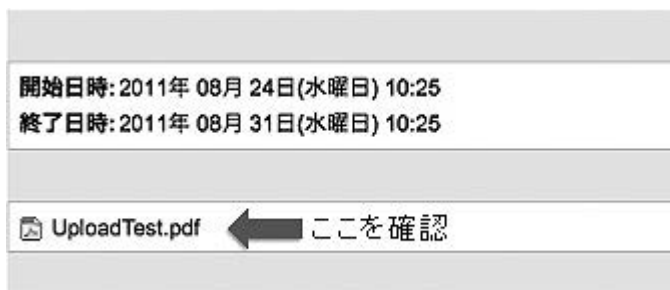 開始日時: 2011年 08月 24日(水曜日) 10:25
終了日時: 2011年 08月 31日(水曜日) 10:25
UploadTest.pdf ここを確認